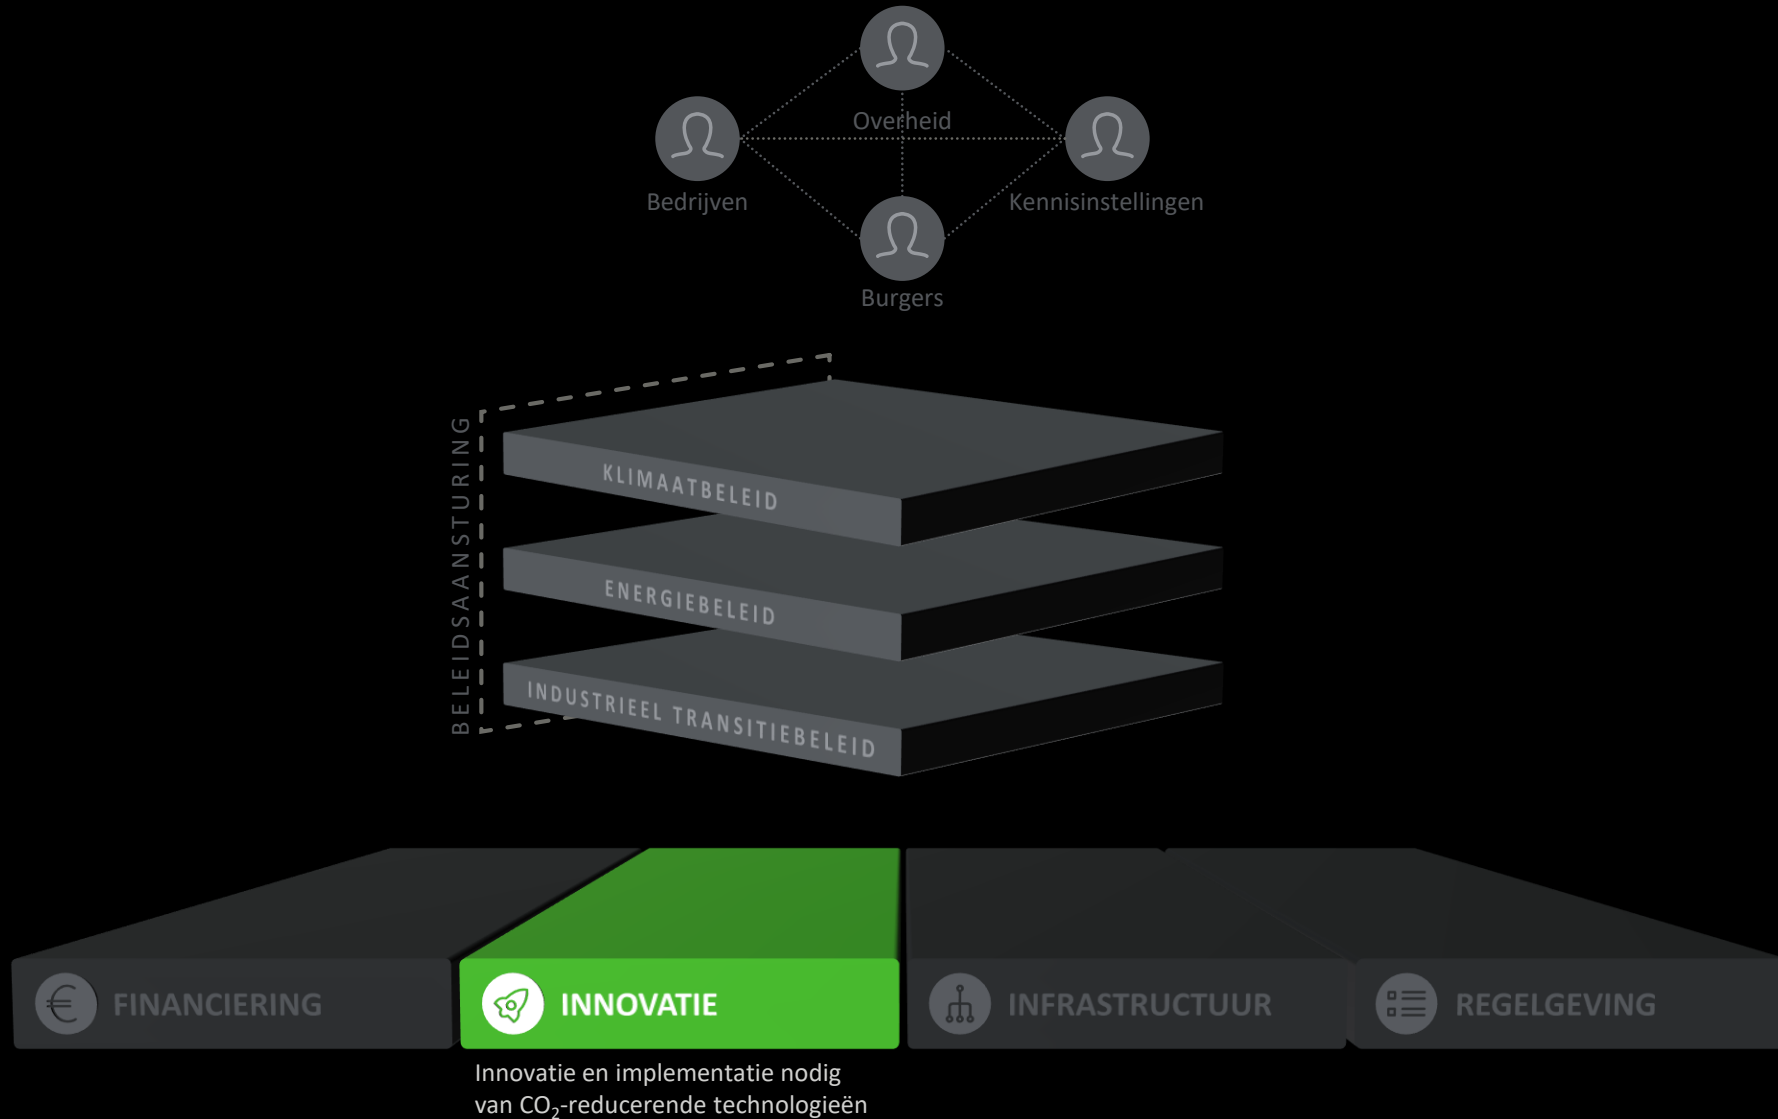 Overheid
Bedrijven
Kennisinstellingen
Burgers
BELEIDSAANSTURING
KLIMAATBELEID
ENERGIEBELEID
INDUSTRIEEL TRANSITIEBELEID
FINANCIERING
INNOVATIE
INFRASTRUCTUUR
REGELGEVING
Innovatie en implementatie nodig
van CO₂-reducerende technologieën